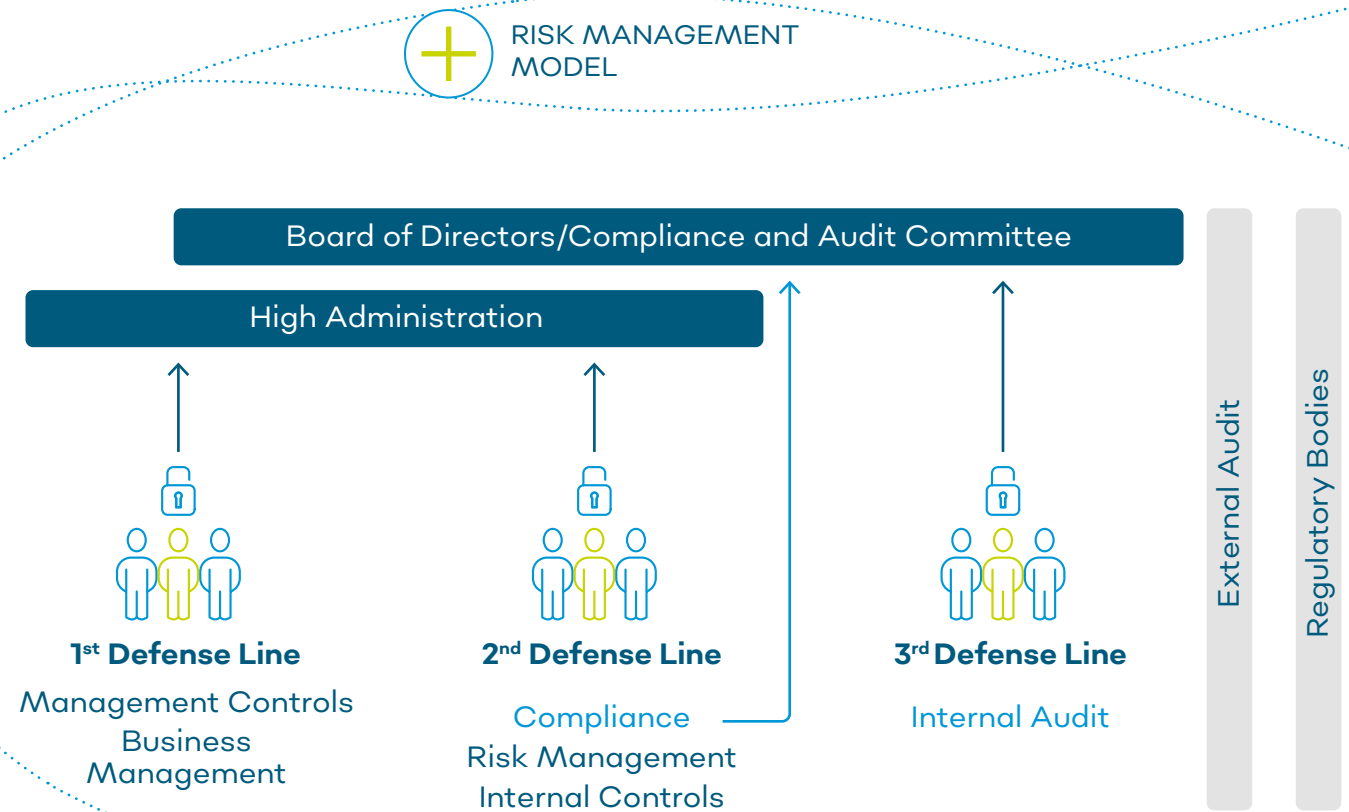 RISK MANAGEMENT
MODEL
Board of Directors/Compliance and Audit Committee
High Administration
1st Defense Line
Management Controls
Business
Management
2nd Defense Line
Compliance
Risk Management
Internal Controls
3rd Defense Line
Internal Audit
External Audit
Regulatory Bodies